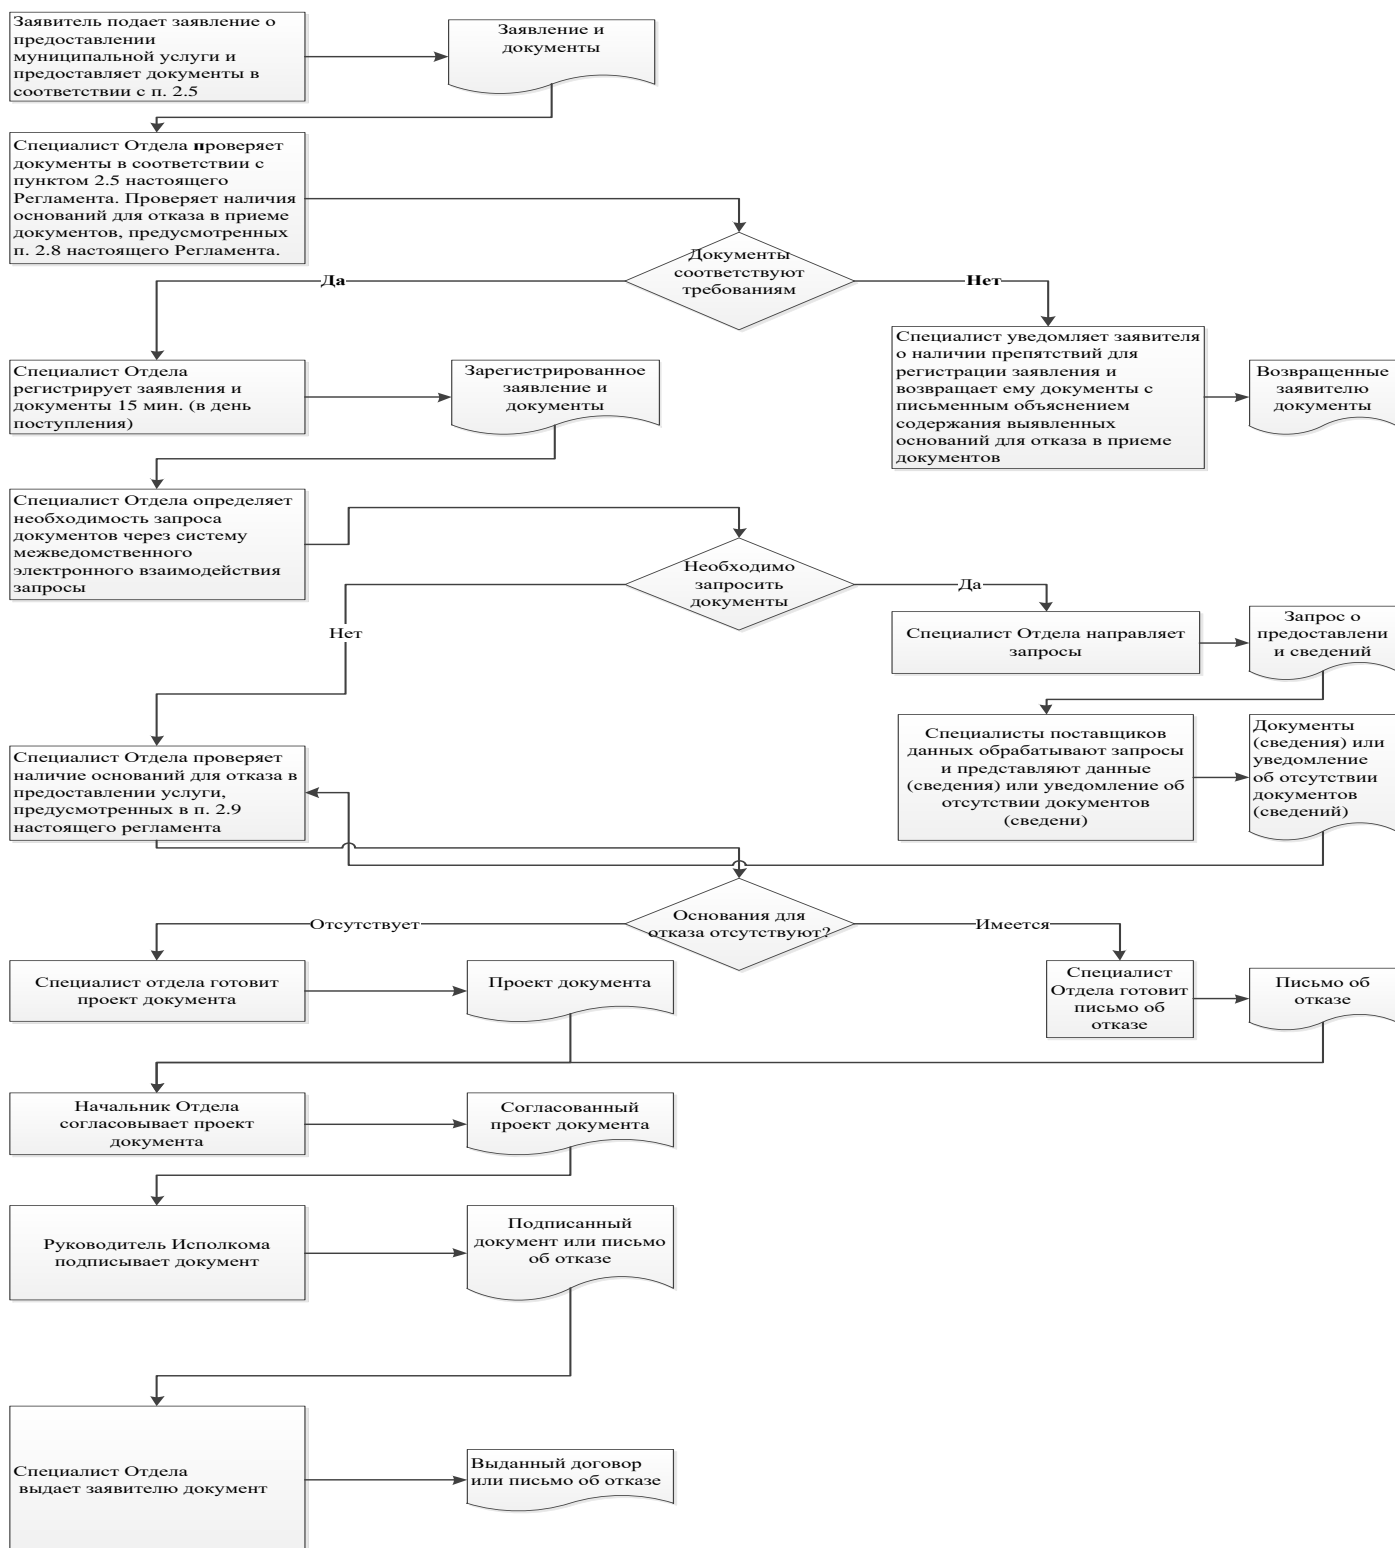 Заявитель подает заявление о
предоставлении
муниципальной услуги и
предоставляет документы в
соответствии с п. 2.5
Заявление и
документы
Специалист Отдела проверяет
документы в соответствии с
пунктом 2.5 настоящего
Регламента. Проверяет наличия
оснований для отказа в приеме
документов, предусмотренных
п. 2.8 настоящего Регламента.
Документы
соответствуют
требованиям
Да
Нет
Специалист Отдела
регистрирует заявления и
документы 15 мин. (в день
поступления)
Зарегистрированное
заявление и
документы
Специалист уведомляет заявителя
о наличии препятствий для
регистрации заявления и
возвращает ему документы с
письменным объяснением
содержания выявленных
оснований для отказа в приеме
документов
Возвращенные
заявителю
документы
Специалист Отдела определяет
необходимость запроса
документов через систему
межведомственного
электронного взаимодействия
запросы
Необходимо
запросить
документы
Да
Нет
Специалист Отдела направляет
запросы
Запрос о
предоставлени
и сведений
Специалисты поставщиков
данных обрабатывают запросы
и представляют данные
(сведения) или уведомление об
отсутствии документов
(сведени)
Документы
(сведения) или
уведомление
об отсутствии
документов
(сведений)
Специалист Отдела проверяет
наличие оснований для отказа в
предоставлении услуги,
предусмотренных в п. 2.9
настоящего регламента
Основания для
отказа отсутствуют?
Отсутствует
Имеется
Специалист отдела готовит
проект документа
Проект документа
Специалист
Отдела готовит
письмо об
отказе
Письмо об
отказе
Начальник Отдела
согласовывает проект
документа
Согласованный
проект документа
Руководитель Исполкома
подписывает документ
Подписанный
документ или письмо
об отказе
Специалист Отдела
выдает заявителю документ
Выданный договор
или письмо об отказе